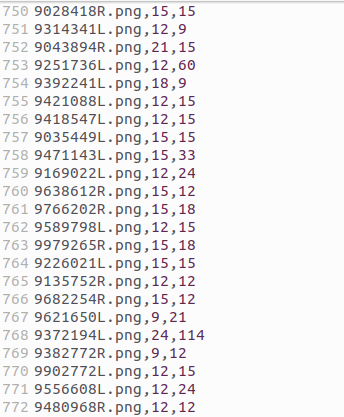 750 9028418R.png,15,15
751 9314341L.png,12,9
752 9043894R.png,21,15
753 9251736L.png,12,60
754 9392241L.png,18,9
755 9421088L.png,12,15
756 9418547L.png,12,15
757 9035449L.png,15,15
758 9471143L.png,15,33
759 9169022L.png,12,24
760 9638612R.png,15,12
761 9766202R.png,15,18
762 9589798L.png,12,15
763 9979265R.png,15,18
764 9226021L.png,15,15
765 9135752R.png,12,12
766 9682254R.png,15,12
767 9621650L.png,9,21
768 9372194L.png,24,114
769 9382772R.png,9,12
770 9902772L.png,12,15
771 9556608L.png,12,24
772 9480968R.png,12,12